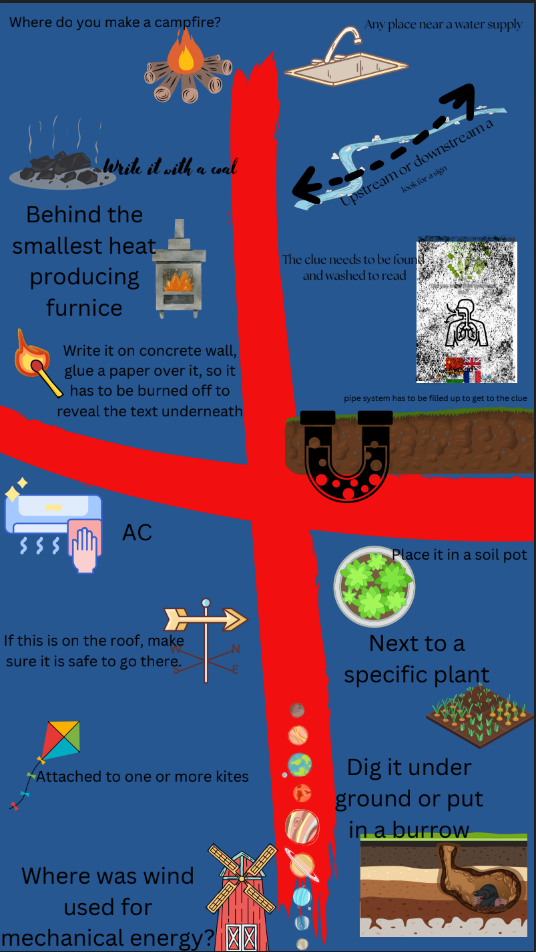 Where do you make a campfire?
Write it with a coal
Behind the
smallest heat
producing
furnice
Write it on concrete wall,
glue a paper over it, so it
has to be burned off to
reveal the text underneath
Any place near a water supply
Upstream or downstream a
look for a sign
The clue needs to be found
and washed to read
pipe system has to be filled up to get to the clue
AC
If this is on the roof, make
sure it is safe to go there.
W N
S E
Attached to one or more kites
Where was wind
used for
mechanical energy?
Place it in a soil pot
Next to a
specific plant
Dig it under
ground or put
in a burrow